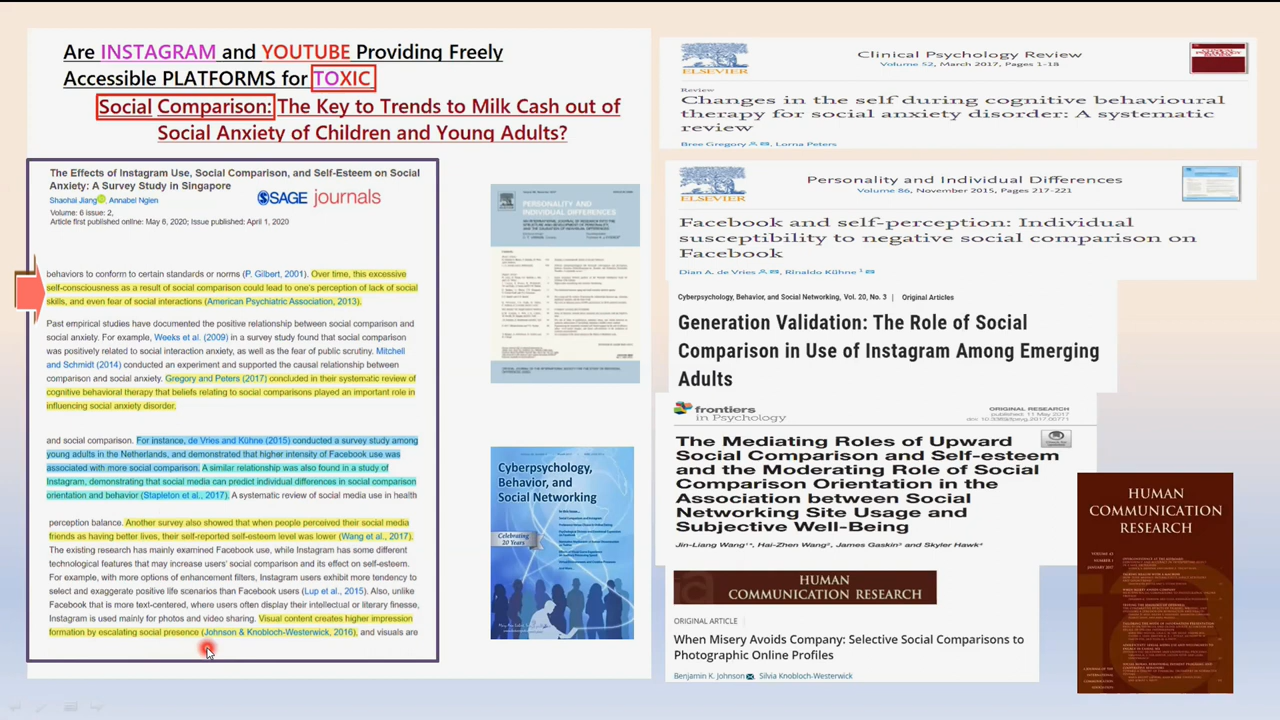 Are INSTAGRAM and YOUTUBE Providing Freely
Accessible PLATFORMS for TOXIC
Social Comparison: The Key to Trends to Milk Cash out of
Social Anxiety of Children and Young Adults?
The Effects of Instagram Use, Social Comparison, and Self-Esteem on Social
Anxiety: A Survey Study in Singapore
Shaohai Jiang, Annabel Ngien
SAGE journals
Volume: 6 issue: 2,
Article first published online: May 6, 2020; Issue published: April 1, 2020
behaviors to conform to certain standards or norms (P. Gilbert, 2001). Over time, this excessive
self-consciousness as a result of social comparison could lead to one's perception of lack of social
skills, and even fear of social interactions (American Psychiatric Association, 2013).
Past empirical studies have documented the positive relationship between social comparison and
social anxiety. For example, Weeks et al. (2009) in a survey study found that social comparison
was positively related to social interaction anxiety, as well as the fear of public scrutiny. Mitchell
and Schmidt (2014) conducted an experiment and supported the causal relationship between
comparison and social anxiety. Gregory and Peters (2017) concluded in their systematic review of
cognitive behavioral therapy that beliefs relating to social comparisons played an important role in
influencing social anxiety disorder.
and social comparison. For instance, de Vries and Kühne (2015) conducted a survey study among
young adults in the Netherlands, and demonstrated that higher intensity of Facebook use was
associated with more social comparison. A similar relationship was also found in a study of
Instagram, demonstrating that social media can predict individual differences in social comparison
orientation and behavior (Stapleton et al., 2017). A systematic review of social media use in health
perception balance. Another survey also showed that when people perceived their social media
friends as having better lives, their self-reported self-esteem level was lower (Wang et al., 2017).
The existing research has mainly examined Facebook use, while Instagram has some different
technological features that may increase users' social comparison and its effect on self-esteem.
For example, with more options of enhancement filters, Instagram users exhibit more tendency to
select and exaggerate positive life scenarios than Facebook users (Lup et al., 2015). Also, unlike
Facebook that is more text-centered, where users often display their intellectual or literary finesse,
Instagram is used mainly for photo and video sharing. Visual content creates higher impression
formation by escalating social presence (Johnson & Knobloch-Westerwick, 2016), and visuals are
PERSONALITY AND
INDIVIDUAL DIFFERENCES
Cyberpsychology,
Behavior, and
Social Networking
Celebrating
20 Years
ELSEVIER
Clinical Psychology Review
Volume 52, March 2017, Pages 1-18
Review
Changes in the self during cognitive behavioural
therapy for social anxiety disorder: A systematic
review
Bree Gregory, Lorna Peters
ELSEVIER
Personality and Individual Differences
Volume 86, November 2015, Pages 217-221
Facebook and self-perception: Individual
susceptibility to negative social comparison on
Facebook
Dian A. de Vries, Rinaldo Kühne
Cyberpsychology, Behavior, and Social Networking, Vol. 20, No. 3 | Original Articles
Generation Validation: The Role of Social
Comparison in Use of Instagram Among Emerging
Adults
frontiers
in Psychology
ORIGINAL RESEARCH
published: 11 May 2017
doi: 10.3389/fpsyg.2017.00771
The Mediating Roles of Upward
Social Comparison and Self-esteem
and the Moderating Role of Social
Comparison Orientation in the
Association between Social
Networking Site Usage and
Subjective Well-Being
Jin-Liang Wang, Hai-Zhen Wang, James Gaskin and Skyler Hawk
HUMAN
COMMUNICATION RESEARCH
ORIGINAL ARTICLE
When Misery Avoids Company: Selective Social Comparisons to
Photographic Online Profiles
Benjamin K. Johnson, Silvia Knobloch-Westerwick
HUMAN
COMMUNICATION
RESEARCH